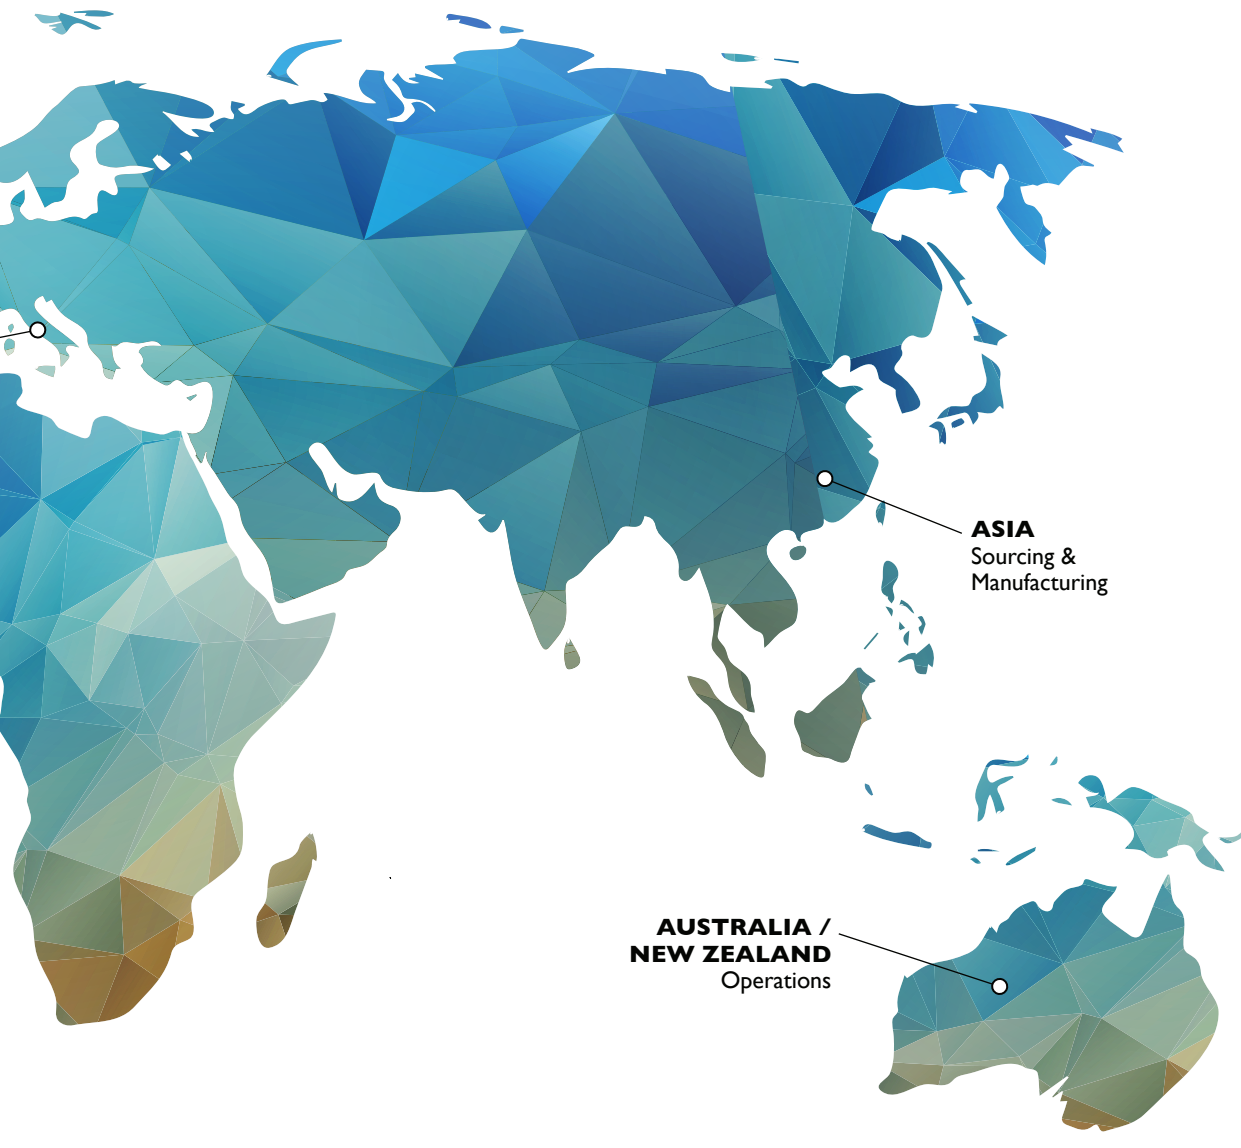 ASIA
Sourcing &
Manufacturing
AUSTRALIA /
NEW ZEALAND
Operations